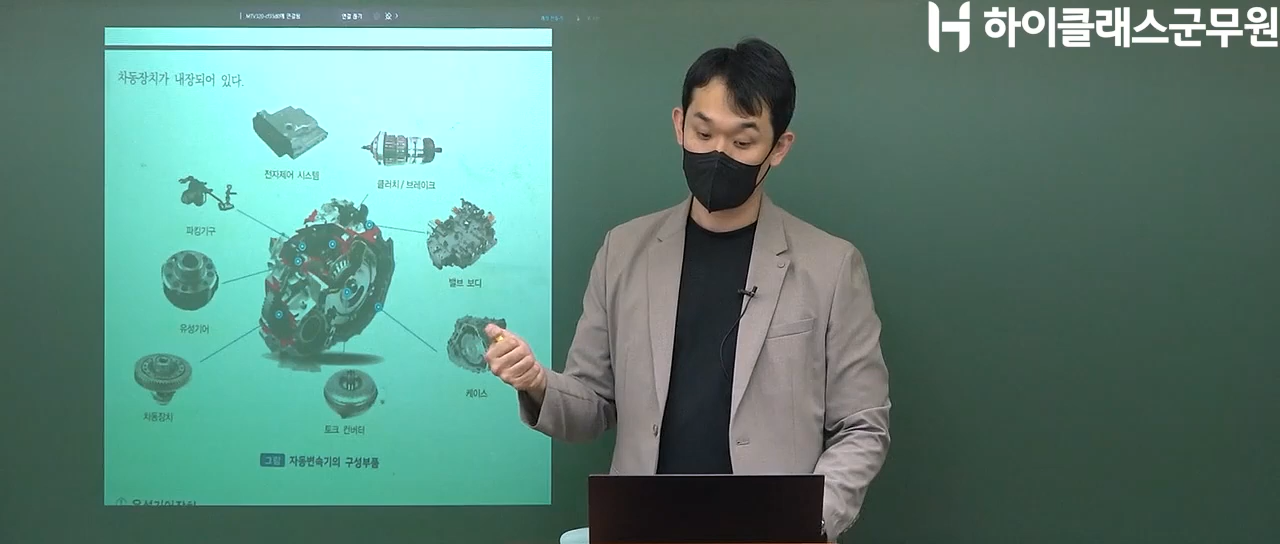 하이클래스군무원
차동장치가 내장되어 있다.
전자제어 시스템
클러치 / 브레이크
파킹기구
밸브 보디
유성기어
케이스
차동장치
토크 컨버터
그림 자동변속기의 구성부품